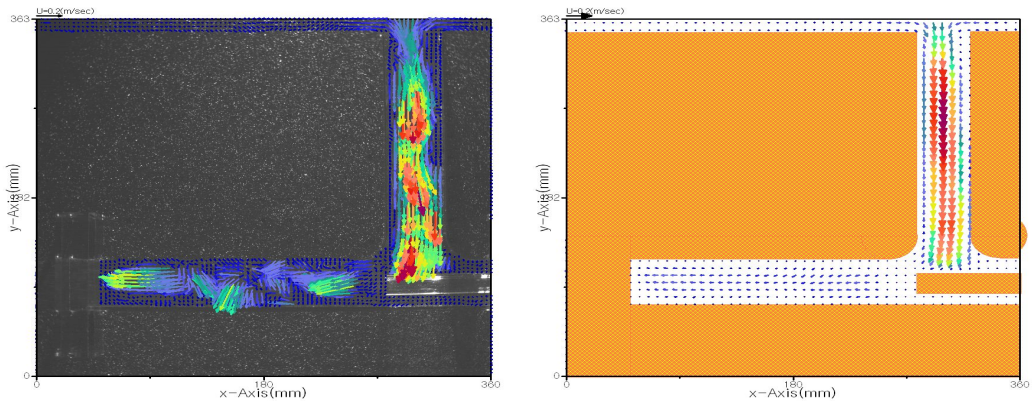 U=0.2(m/sec)
363
182
0
y-Axis(mm)
0
180
360
x-Axis(mm)
U=0.2(m/sec)
363
182
0
y-Axis(mm)
0
180
360
x-Axis(mm)